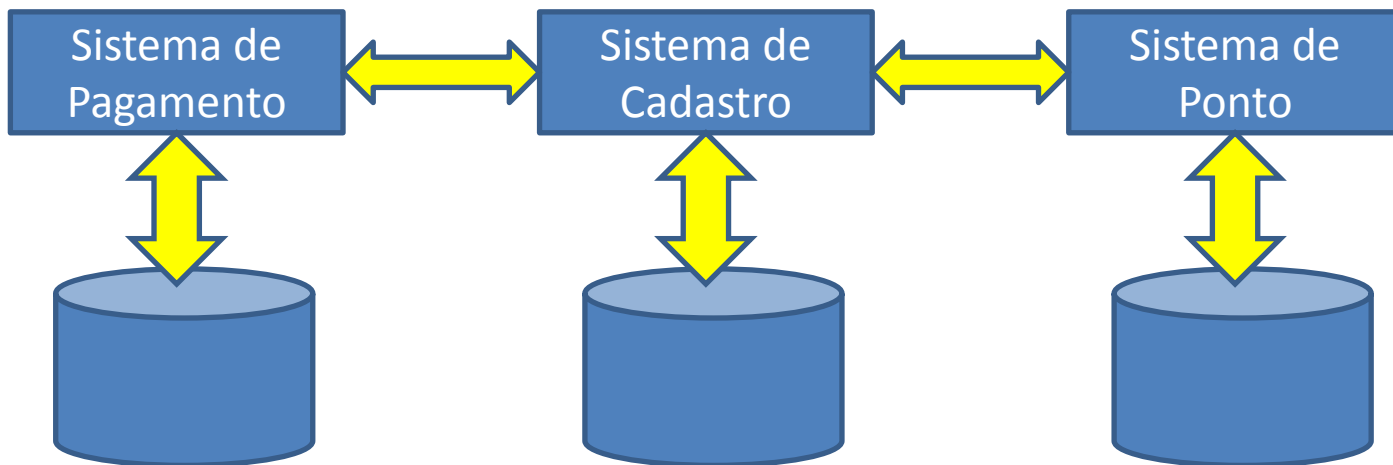 Sistema de
Pagamento
Sistema de
Cadastro
Sistema de
Ponto